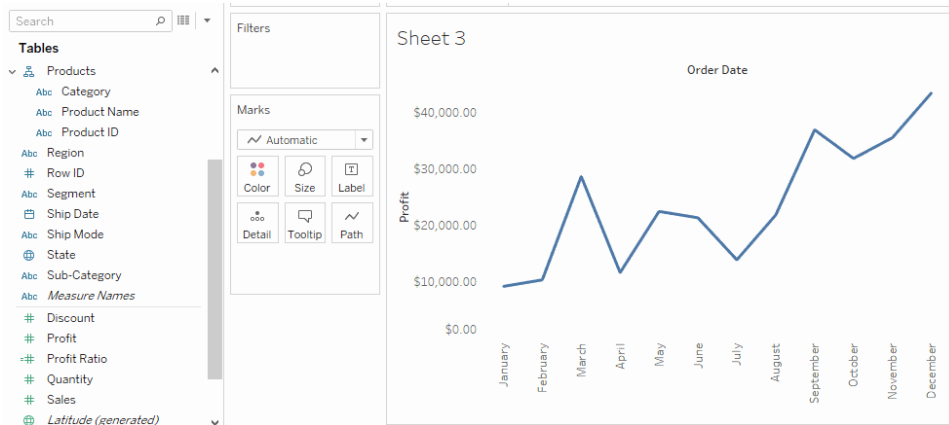 Search
Tables
Products
Abc Category
Abc Product Name
Abc Product ID
Abc Region
# Row ID
Abc Segment
Ship Date
Abc Ship Mode
State
Abc Sub-Category
Abc Measure Names
# Discount
# Profit
=# Profit Ratio
# Quantity
# Sales
Latitude (generated)
Filters
Marks
Automatic
Color Size T Label
Detail Tooltip Path
Sheet 3
Order Date
Profit
$40,000.00
$30,000.00
$20,000.00
$10,000.00
$0.00
January
February
March
April
May
June
July
August
September
October
November
December